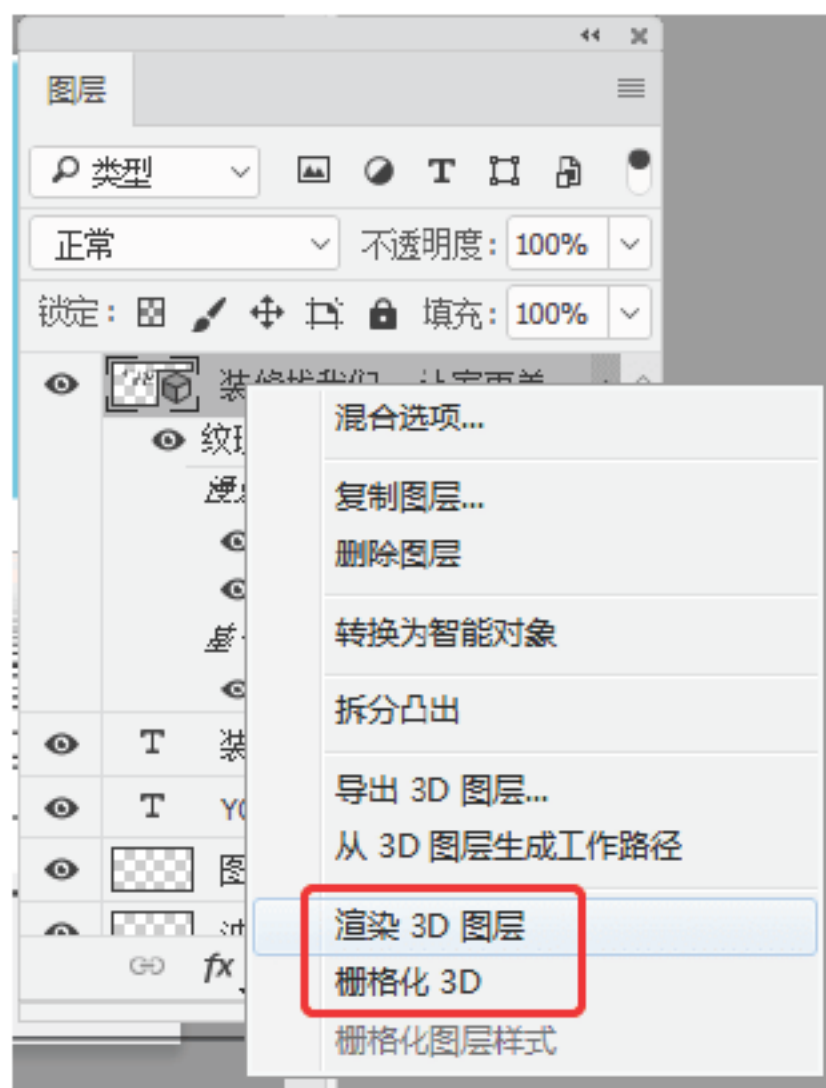 图层
类型
正常
不透明度: 100%
锁定:
填充: 100%
混合选项...
复制图层...
删除图层
转换为智能对象
拆分凸出
导出 3D 图层...
从 3D 图层生成工作路径
渲染 3D 图层
栅格化 3D
栅格化图层样式
纹
装
T
T
fx